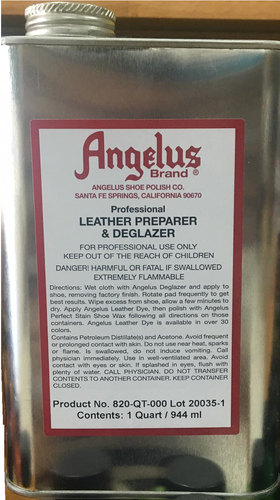 Angelus
Brand ®
ANGELUS SHOE POLISH CO.
SANTA FE SPRINGS, CALIFORNIA 90670
Professional
LEATHER PREPARER
& DEGLAZER
FOR PROFESSIONAL USE ONLY
KEEP OUT OF THE REACH OF CHILDREN
DANGER! HARMFUL OR FATAL IF SWALLOWED
EXTREMELY FLAMMABLE
Directions: Wet cloth with Angelus Deglazer and apply to
shoe, removing factory finish. Rotate pad frequently to get
best results. Wipe excess from shoe, allow a few minutes to
dry. Apply Angelus Leather Dye, then polish with Angelus
Perfect Stain Shoe Wax following all directions on those
containers. Angelus Leather Dye is available in over 30
colors.
Contains Petroleum Distillate(s) and Acetone. Avoid frequent
or prolonged contact with skin. Do not use near heat, sparks
or flame. Is swallowed, do not induce vomiting. Call
physician immediately. Use in well-ventilated area. Avoid
contact with eyes or skin. If splashed in eyes, flush with
plenty of water. CALL PHYSICIAN. DO NOT TRANSFER
CONTENTS TO ANOTHER CONTAINER. KEEP CONTAINER
CLOSED.
Product No. 820-QT-000 Lot 20035-1
Contents: 1 Quart / 944 ml